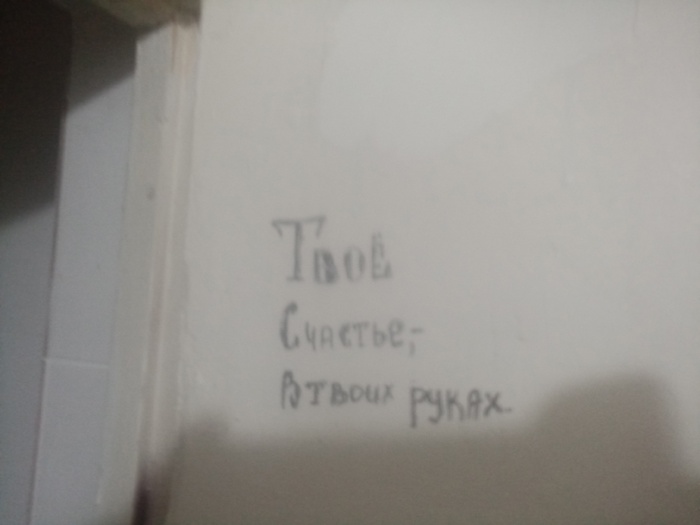 Твоё
Счастье,-
В твоих руках.